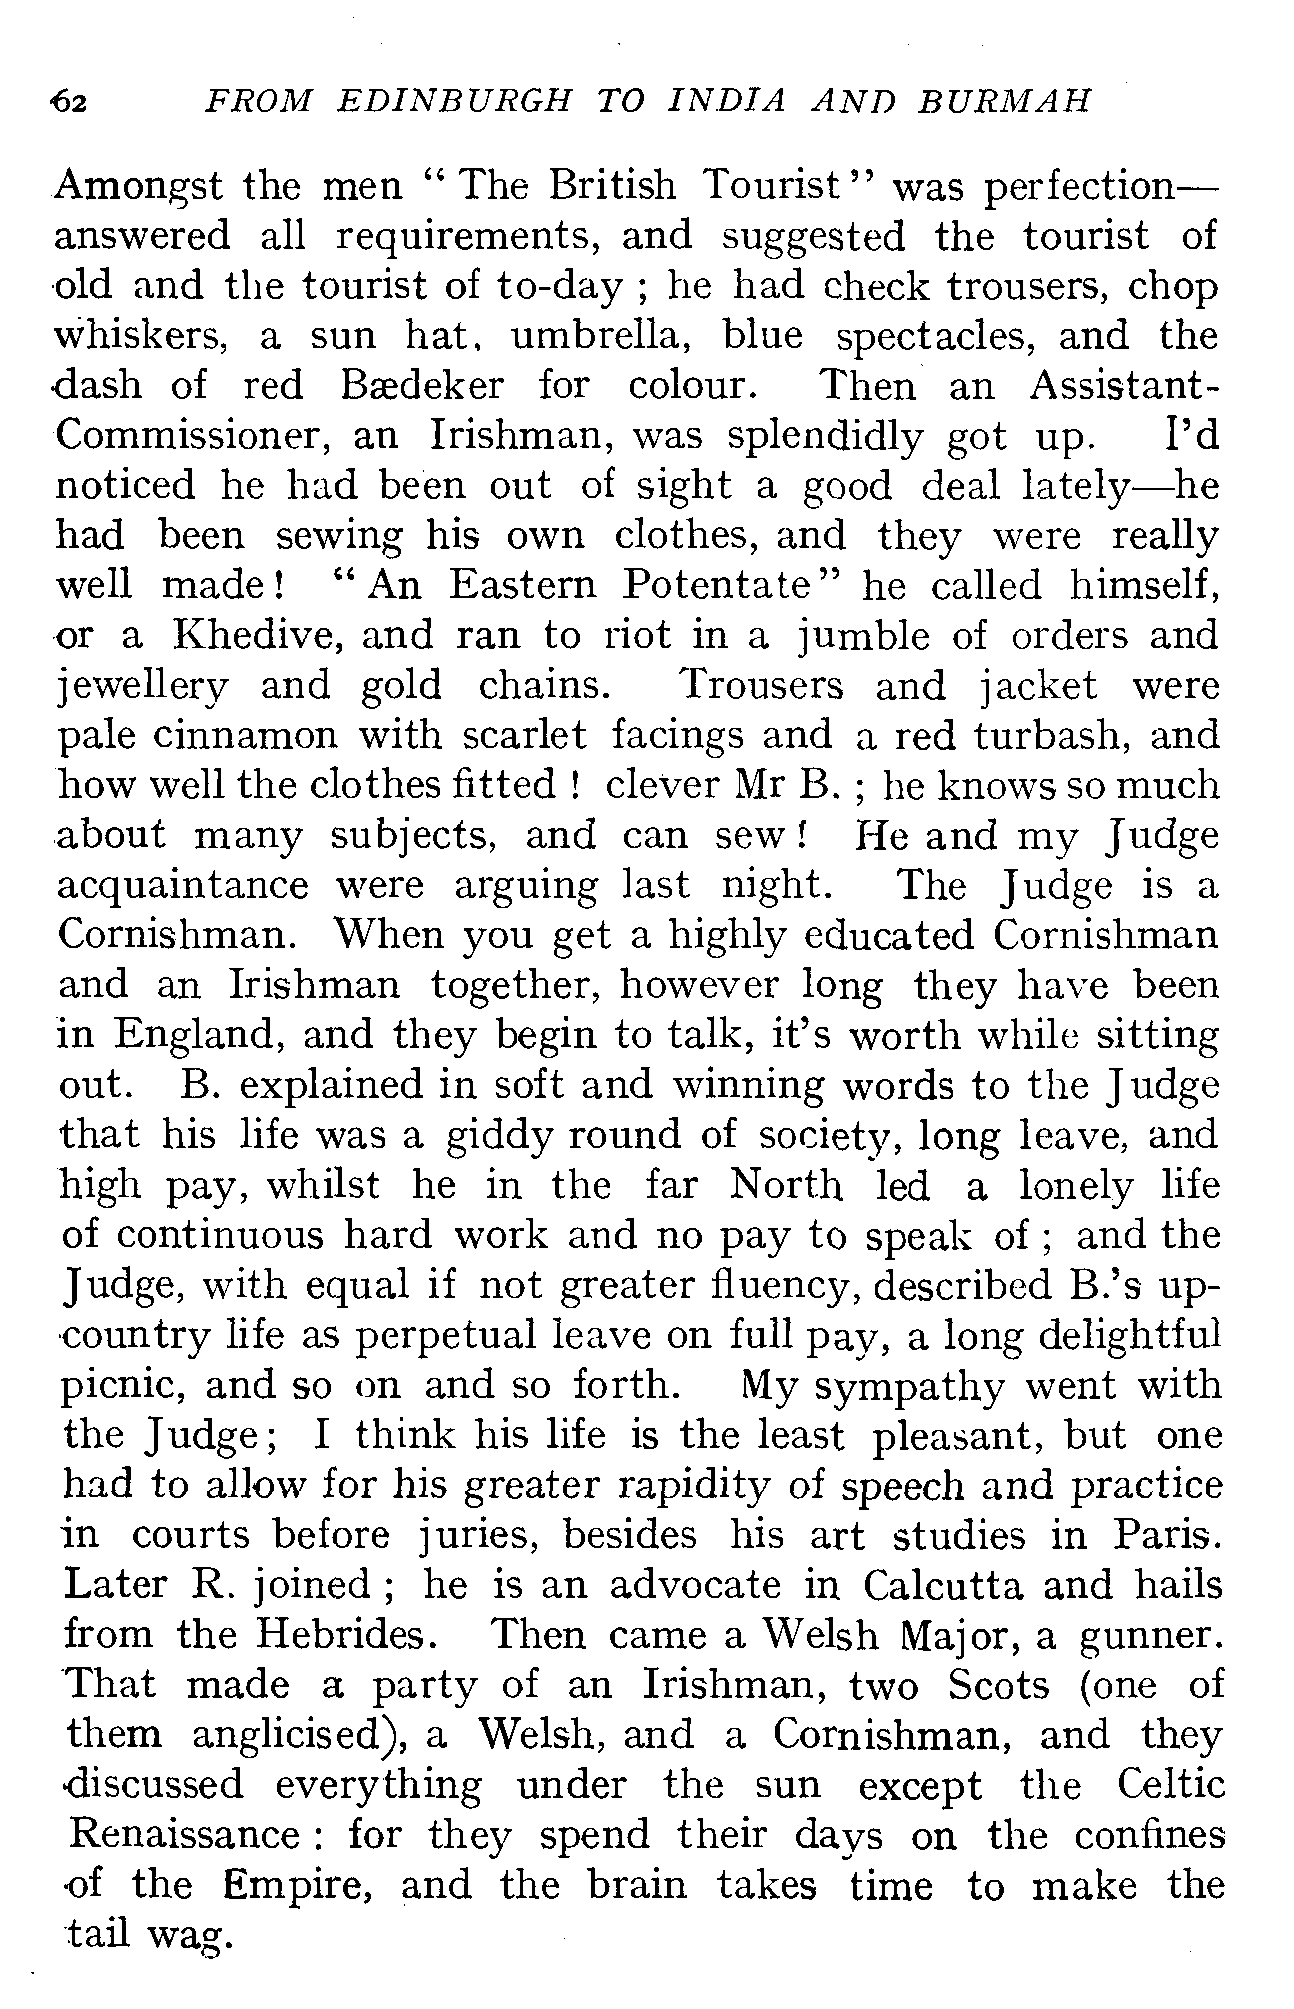 62 FROM EDINBURGH TO INDIA AND BURMAH
Amongst the men “ The British Tourist ” was perfection—
answered all requirements, and suggested the tourist of
old and the tourist of to-day ; he had check trousers, chop
whiskers, a sun hat, umbrella, blue spectacles, and the
dash of red Bædeker for colour. Then an Assistant-
Commissioner, an Irishman, was splendidly got up. I’d
noticed he had been out of sight a good deal lately—he
had been sewing his own clothes, and they were really
well made ! “ An Eastern Potentate ” he called himself,
or a Khedive, and ran to riot in a jumble of orders and
jewellery and gold chains. Trousers and jacket were
pale cinnamon with scarlet facings and a red turbash, and
how well the clothes fitted ! clever Mr B. ; he knows so much
about many subjects, and can sew ! He and my Judge
acquaintance were arguing last night. The Judge is a
Cornishman. When you get a highly educated Cornishman
and an Irishman together, however long they have been
in England, and they begin to talk, it’s worth while sitting
out. B. explained in soft and winning words to the Judge
that his life was a giddy round of society, long leave, and
high pay, whilst he in the far North led a lonely life
of continuous hard work and no pay to speak of ; and the
Judge, with equal if not greater fluency, described B.’s up-
country life as perpetual leave on full pay, a long delightful
picnic, and so on and so forth. My sympathy went with
the Judge ; I think his life is the least pleasant, but one
had to allow for his greater rapidity of speech and practice
in courts before juries, besides his art studies in Paris.
Later R. joined ; he is an advocate in Calcutta and hails
from the Hebrides. Then came a Welsh Major, a gunner.
That made a party of an Irishman, two Scots (one of
them anglicised), a Welsh, and a Cornishman, and they
discussed everything under the sun except the Celtic
Renaissance : for they spend their days on the confines
of the Empire, and the brain takes time to make the
tail wag.